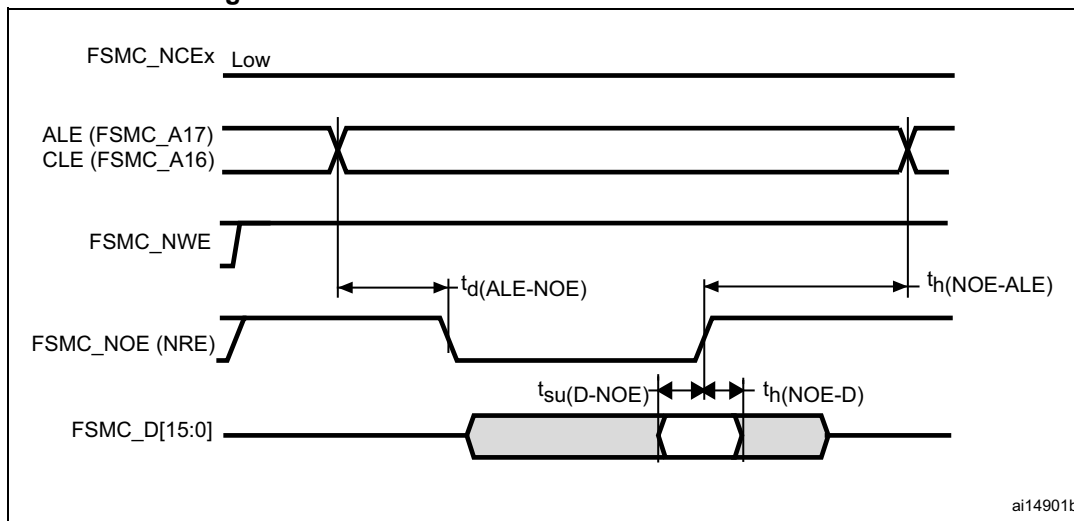 FSMC_NCEx Low
ALE (FSMC_A17)
CLE (FSMC_A16)
FSMC_NWE
td(ALE-NOE)
th(NOE-ALE)
FSMC_NOE (NRE)
tsu(D-NOE)
th(NOE-D)
FSMC_D[15:0]
ai14901b